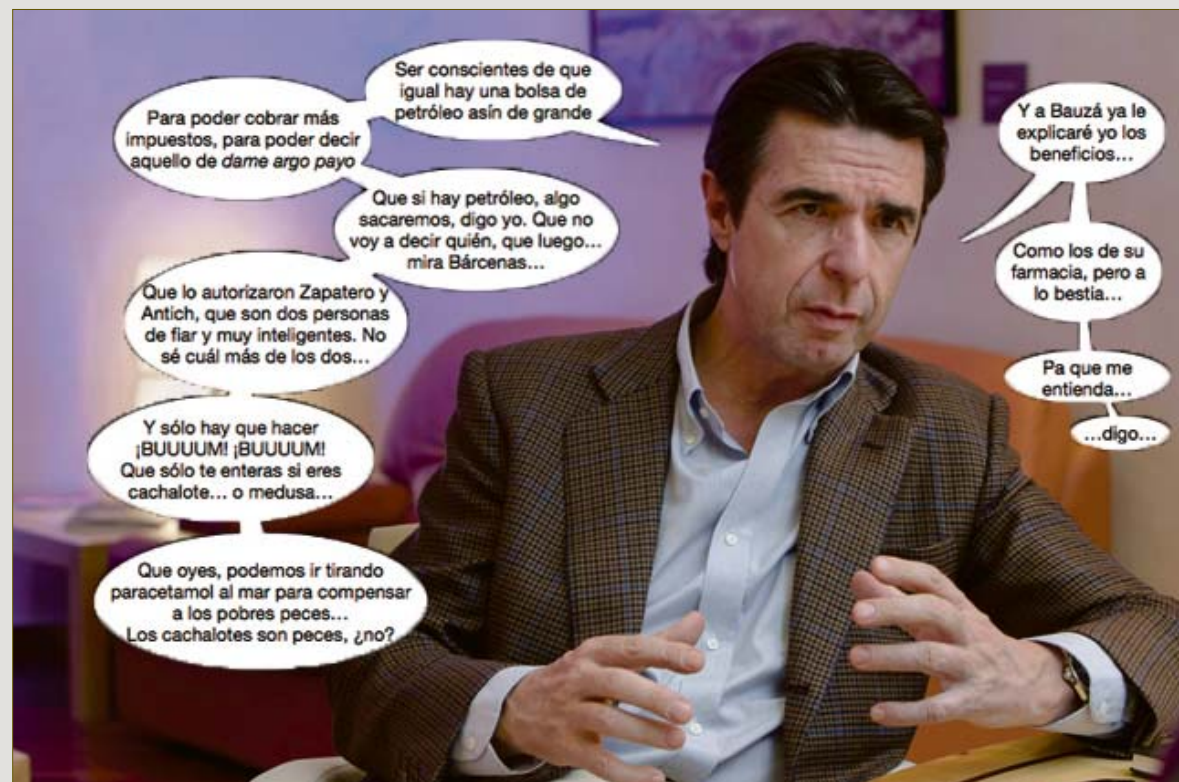 Ser conscientes de que
igual hay una bolsa de
petróleo asín de grande
Para poder cobrar más
impuestos, para poder decir
aquello de dame argo payo
Que si hay petróleo, algo
sacaremos, digo yo. Que no
voy a decir quién, que luego...
mira Bárcenas...
Que lo autorizaron Zapatero y
Antich, que son dos personas
de fiar y muy inteligentes. No
sé cuál más de los dos...
Y sólo hay que hacer
¡BUUUUM! ¡BUUUUM!
Que sólo te enteras si eres
cachalote... o medusa...
Que oyes, podemos ir tirando
paracetamol al mar para compensar
a los pobres peces...
Los cachalotes son peces, ¿no?
Y a Bauzá ya le
explicaré yo los
beneficios...
Como los de su
farmacia, pero a
lo bestia...
Pa que me
entienda...
...digo...